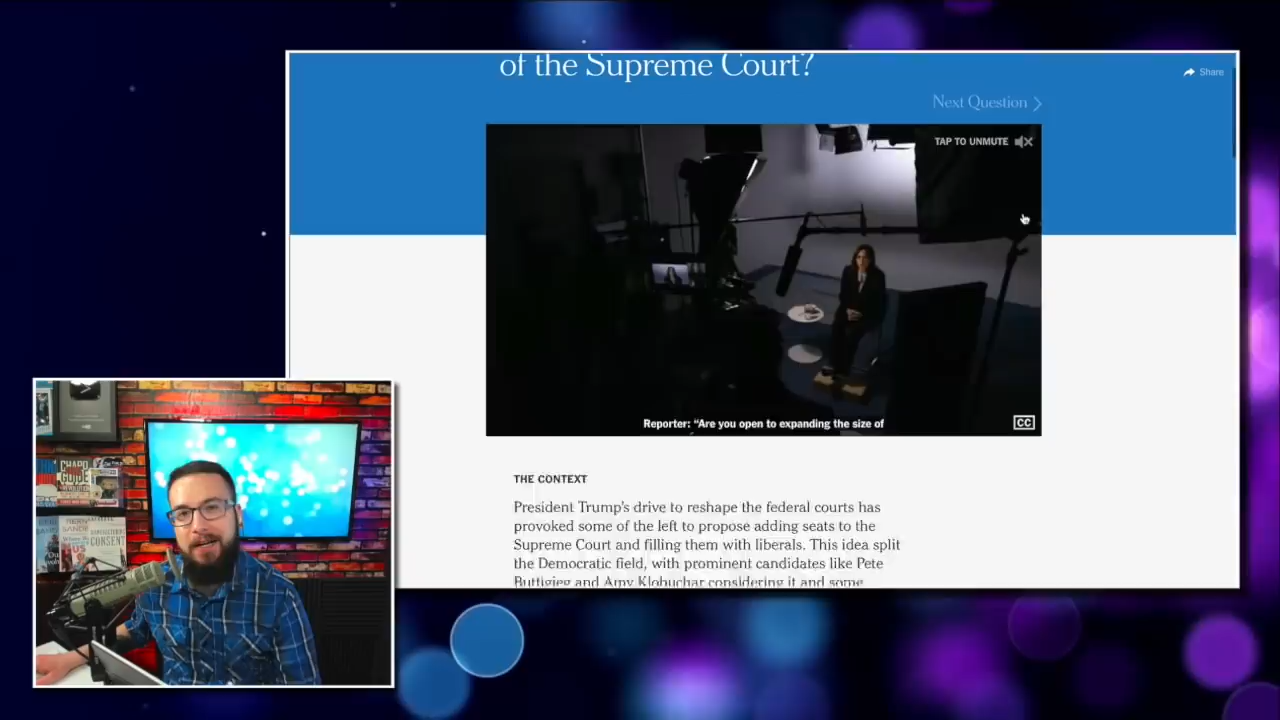 of the Supreme Court?
Share
Next Question
TAP TO UNMUTE
Reporter: “Are you open to expanding the size of
CC
THE CONTEXT
President Trump’s drive to reshape the federal courts has
provoked some of the left to propose adding seats to the
Supreme Court and filling them with liberals. This idea split
the Democratic field, with prominent candidates like Pete
Buttigieg and Amy Klobuchar considering it and some
CHAPO
GUIDE
CONSENT